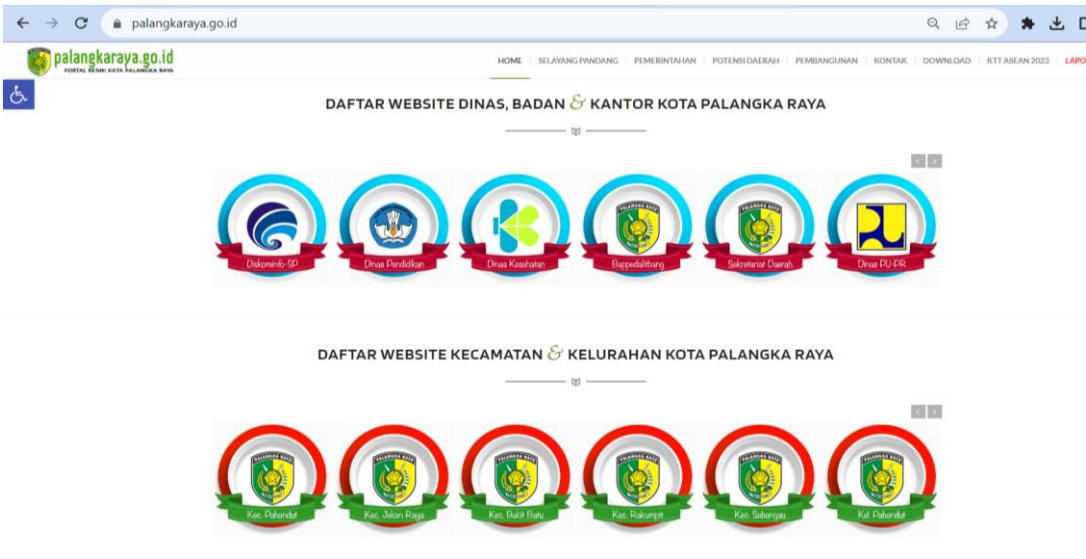 palangkaraya.go.id
palangkaraya.go.id
PORTAL RESMI KOTA PALANGKA RAYA
HOME SELAYANG PANDANG PEMERINTAHAN POTENSI DAERAH PEMBANGUNAN KONTAK DOWNLOAD KTT ASEAN 2023 LAPO
DAFTAR WEBSITE DINAS, BADAN & KANTOR KOTA PALANGKA RAYA
Diskominfo-SP Dinas Pendidikan Dinas Kesehatan Bappedalitbang Sekretariat Daerah Dinas PU-PR
DAFTAR WEBSITE KECAMATAN & KELURAHAN KOTA PALANGKA RAYA
Kec. Pahandut Kec. Jekan Raya Kec. Bukit Batu Kec. Rakumpit Kec. Sebangau Kel. Pahandut